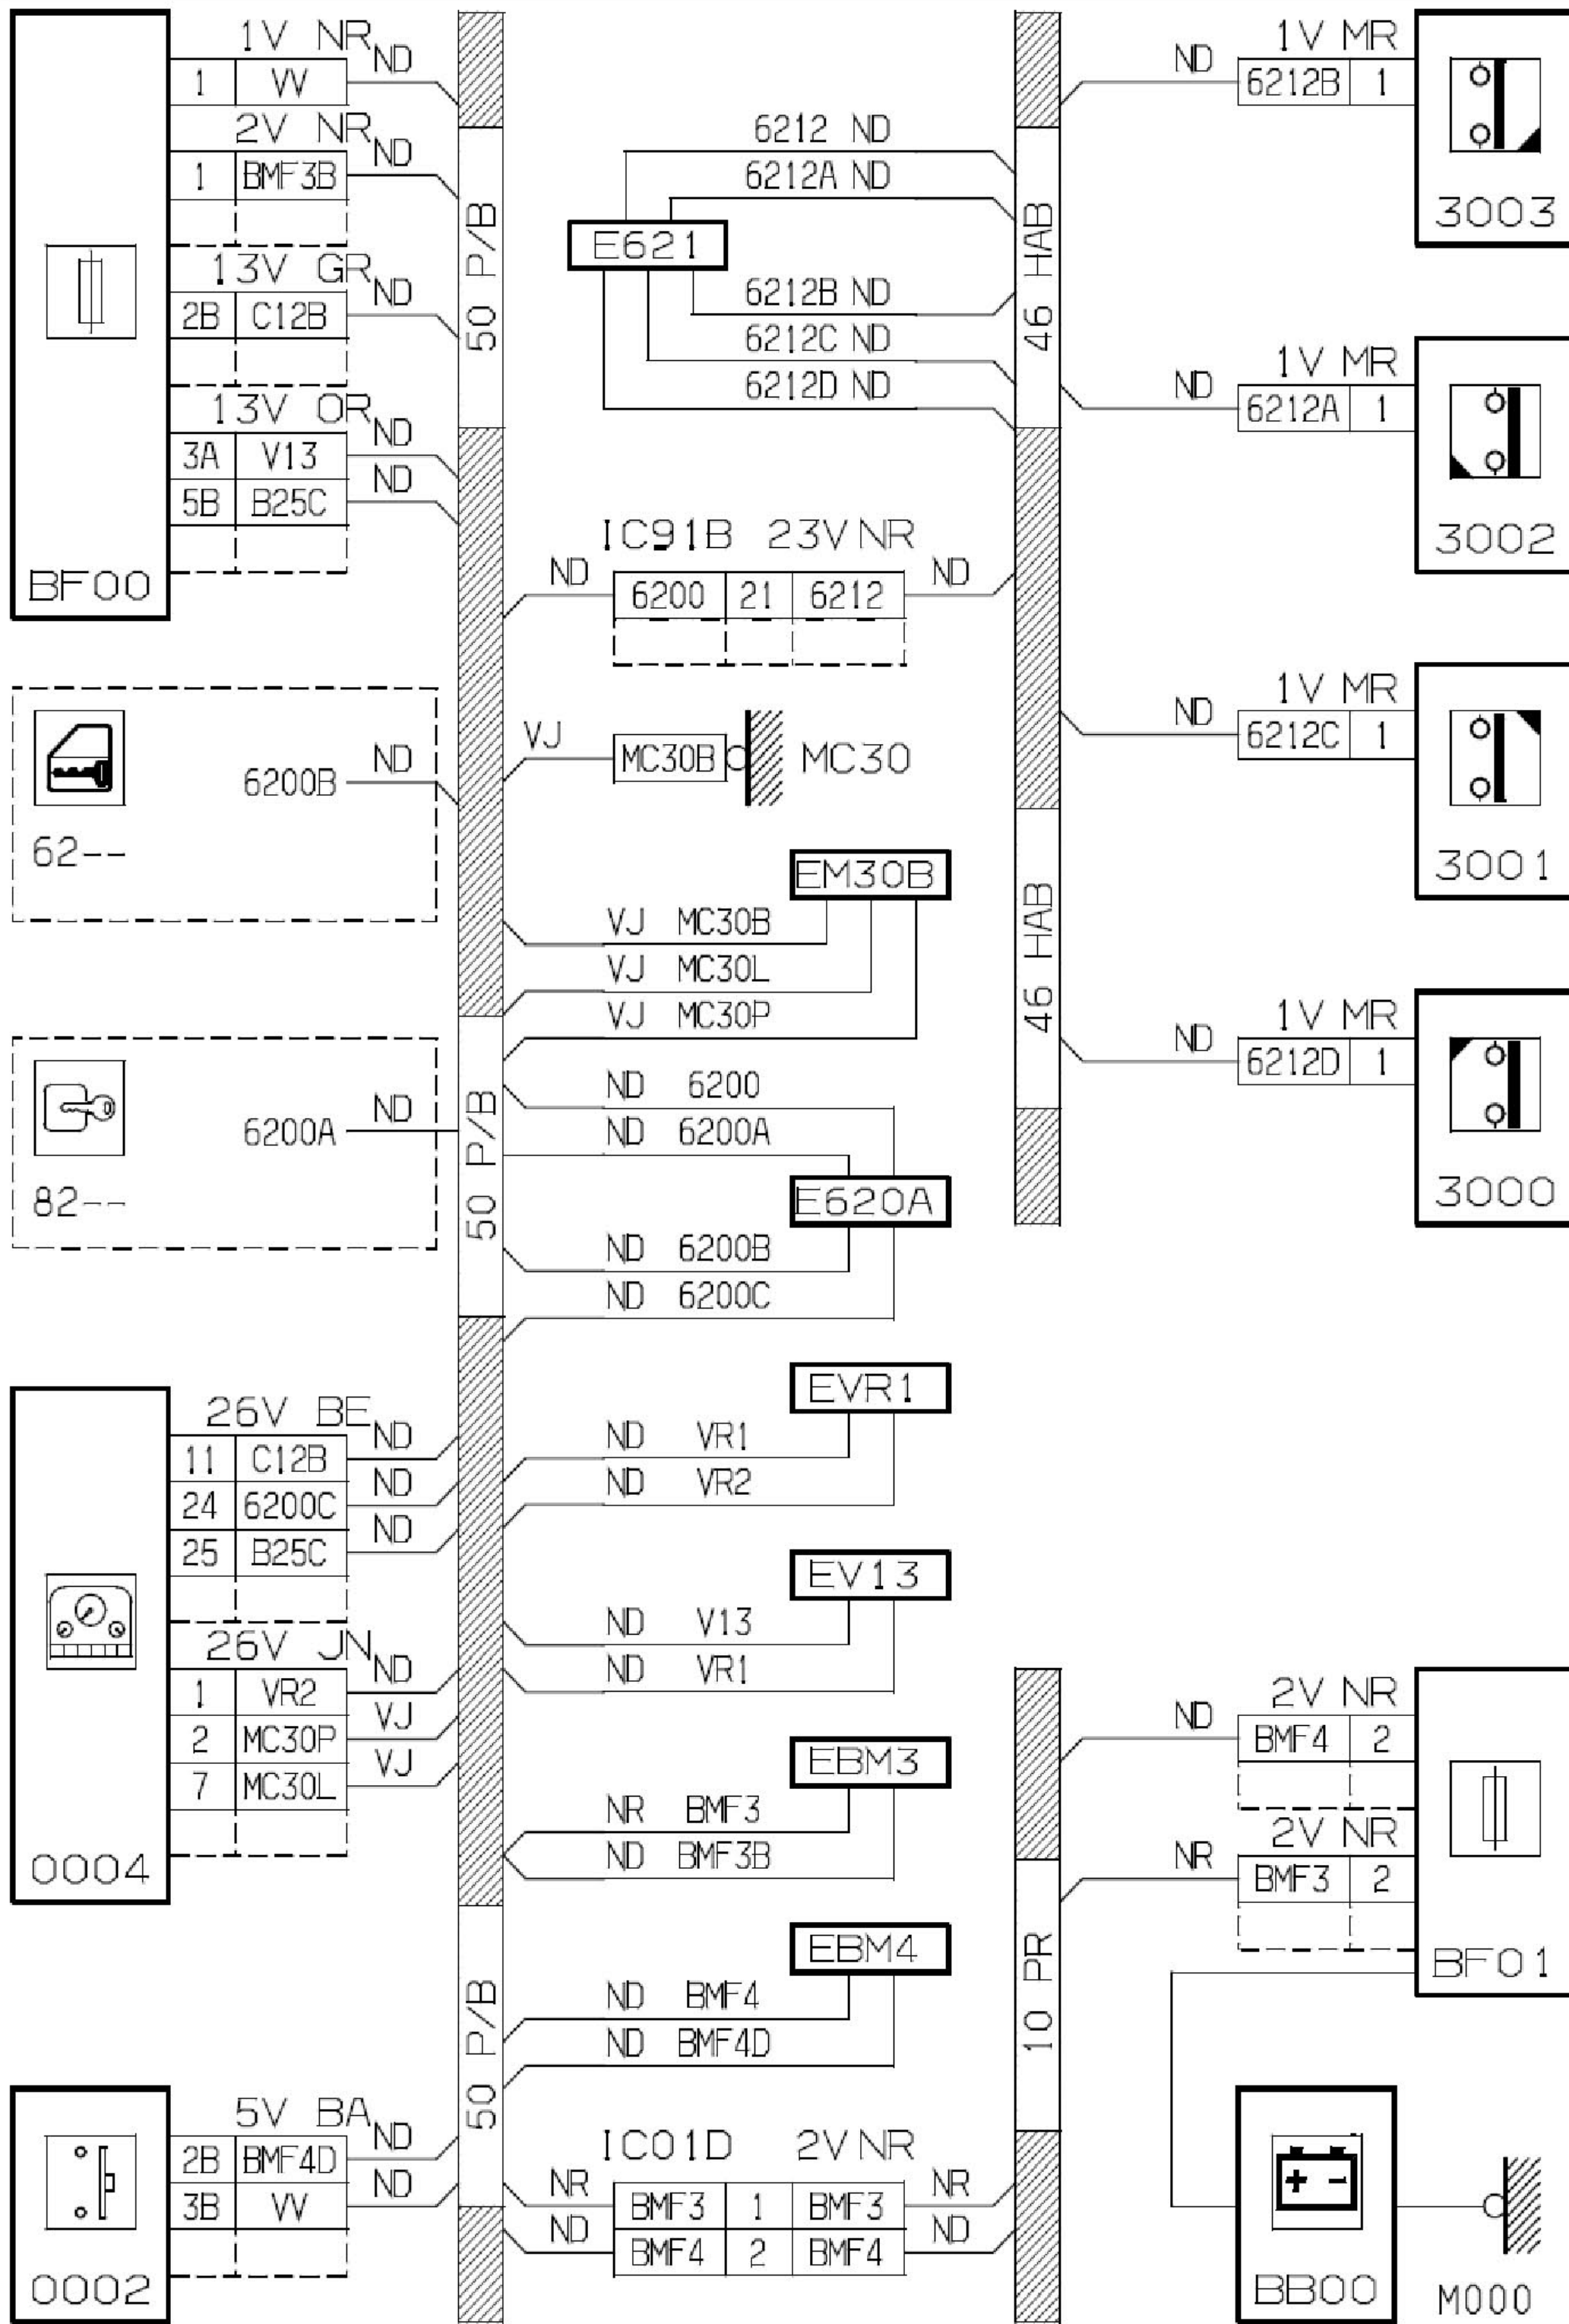 1V NR
ND
1 VV
2V NR
ND
1 BMF3B
13V GR
ND
2B C12B
13V OR
ND
3A V13
ND
5B B25C
BF00
50 P/B
62--
6200B ND
82--
6200A ND
50 P/B
26V BE
ND
11 C12B
ND
24 6200C
ND
25 B25C
26V JN
ND
1 VR2
VJ
2 MC30P
VJ
7 MC30L
0004
50 P/B
5V BA
ND
2B BMF4D
ND
3B VV
0002
6212 ND
6212A ND
E621
6212B ND
6212C ND
6212D ND
IC91B 23V NR
ND 6200 21 6212 ND
VJ MC30B MC30
EM30B
VJ MC30B
VJ MC30L
VJ MC30P
ND 6200
ND 6200A
E620A
ND 6200B
ND 6200C
EVR1
ND VR1
ND VR2
EV13
ND V13
ND VR1
EBM3
NR BMF3
ND BMF3B
EBM4
ND BMF4
ND BMF4D
IC01D 2V NR
NR BMF3 1 BMF3 NR
ND BMF4 2 BMF4 ND
46 HAB
46 HAB
10 PR
1V MR
ND 6212B 1
3003
1V MR
ND 6212A 1
3002
1V MR
ND 6212C 1
3001
1V MR
ND 6212D 1
3000
2V NR
ND BMF4 2
2V NR
NR BMF3 2
BF01
+ -
BB00
M000